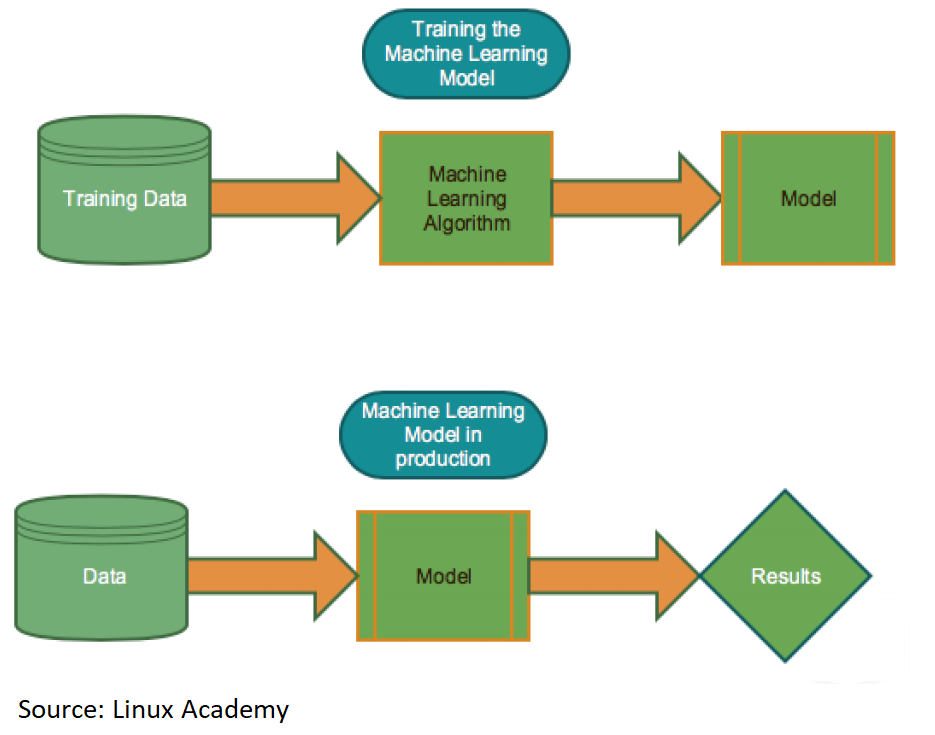 Training the
Machine Learning
Model
Training Data
Machine
Learning
Algorithm
Model
Machine Learning
Model in
production
Data
Model
Results
Source: Linux Academy